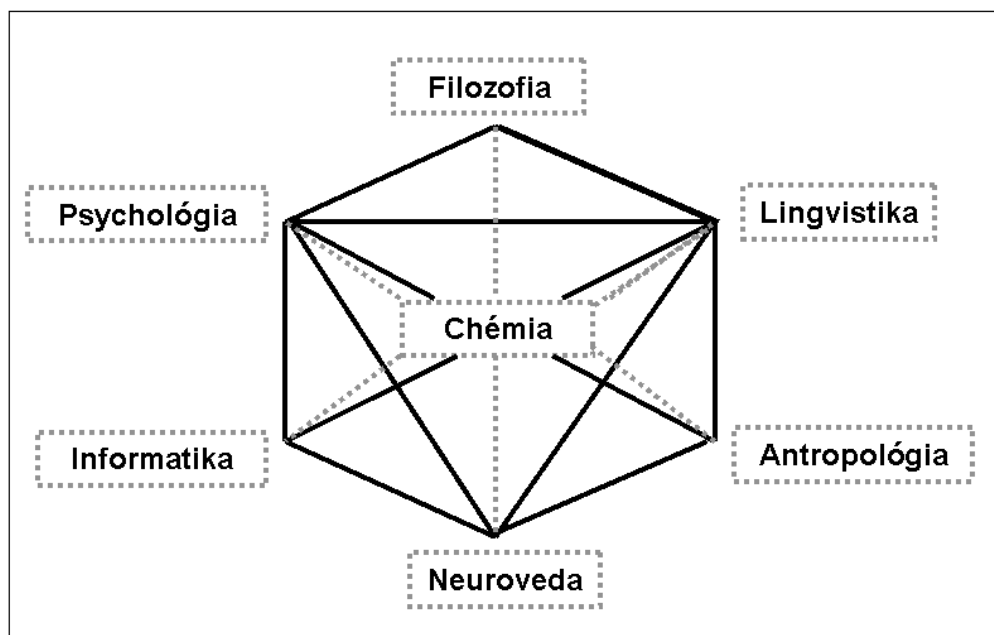 Filozofia
Psychológia
Lingvistika
Chémia
Informatika
Antropológia
Neuroveda